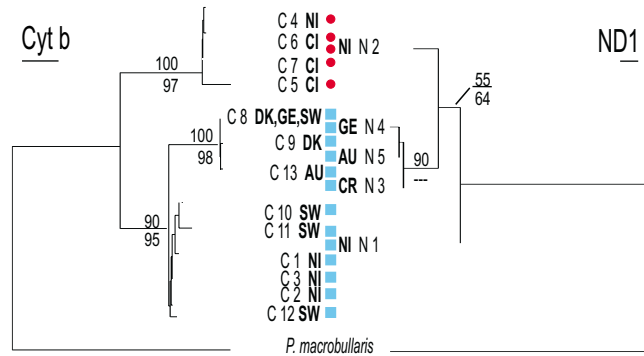 Cyt b
ND1
C 4 NI
C 6 CI
NI N 2
C 7 CI
C 5 CI
100
97
55
64
C 8 DK,GE,SW
GE N 4
C 9 DK
100
98
AU N 5
C 13 AU
90
---
CR N 3
C 10 SW
C 11 SW
90
95
NI N 1
C 1 NI
C 3 NI
C 2 NI
C 12 SW
P. macrobullaris